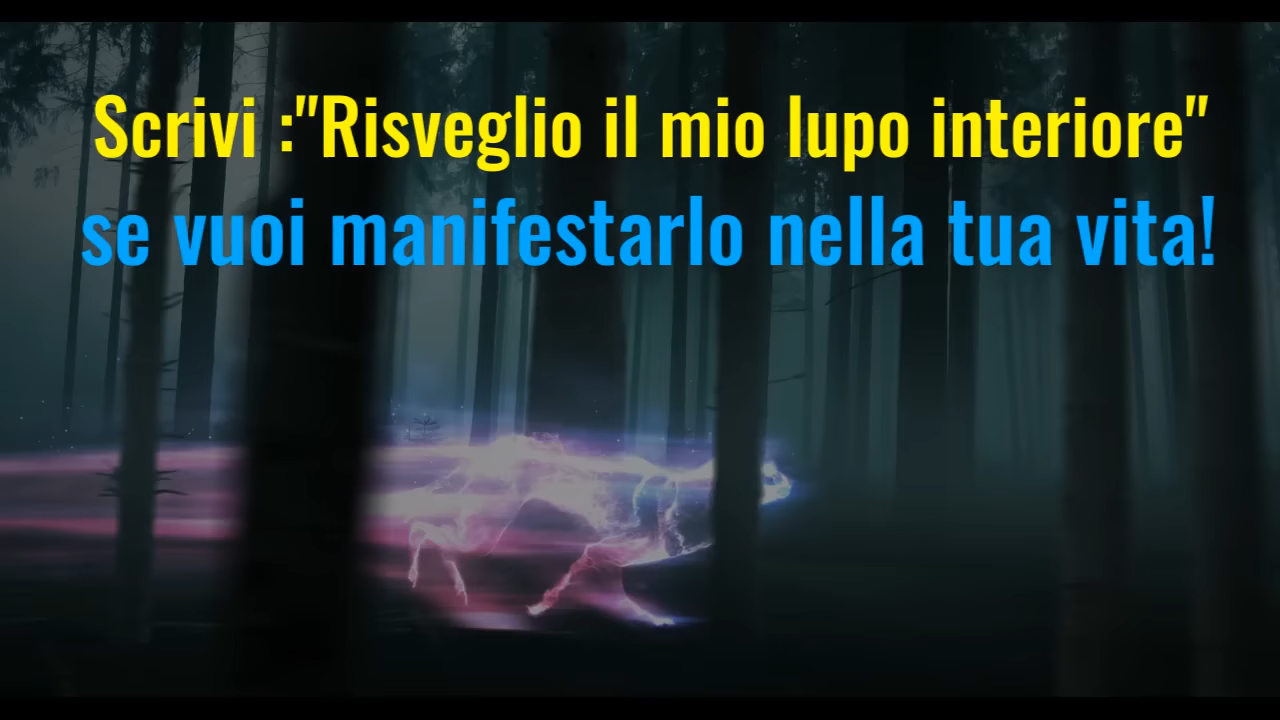 Scrivi :"Risveglio il mio lupo interiore"
se vuoi manifestarlo nella tua vita!